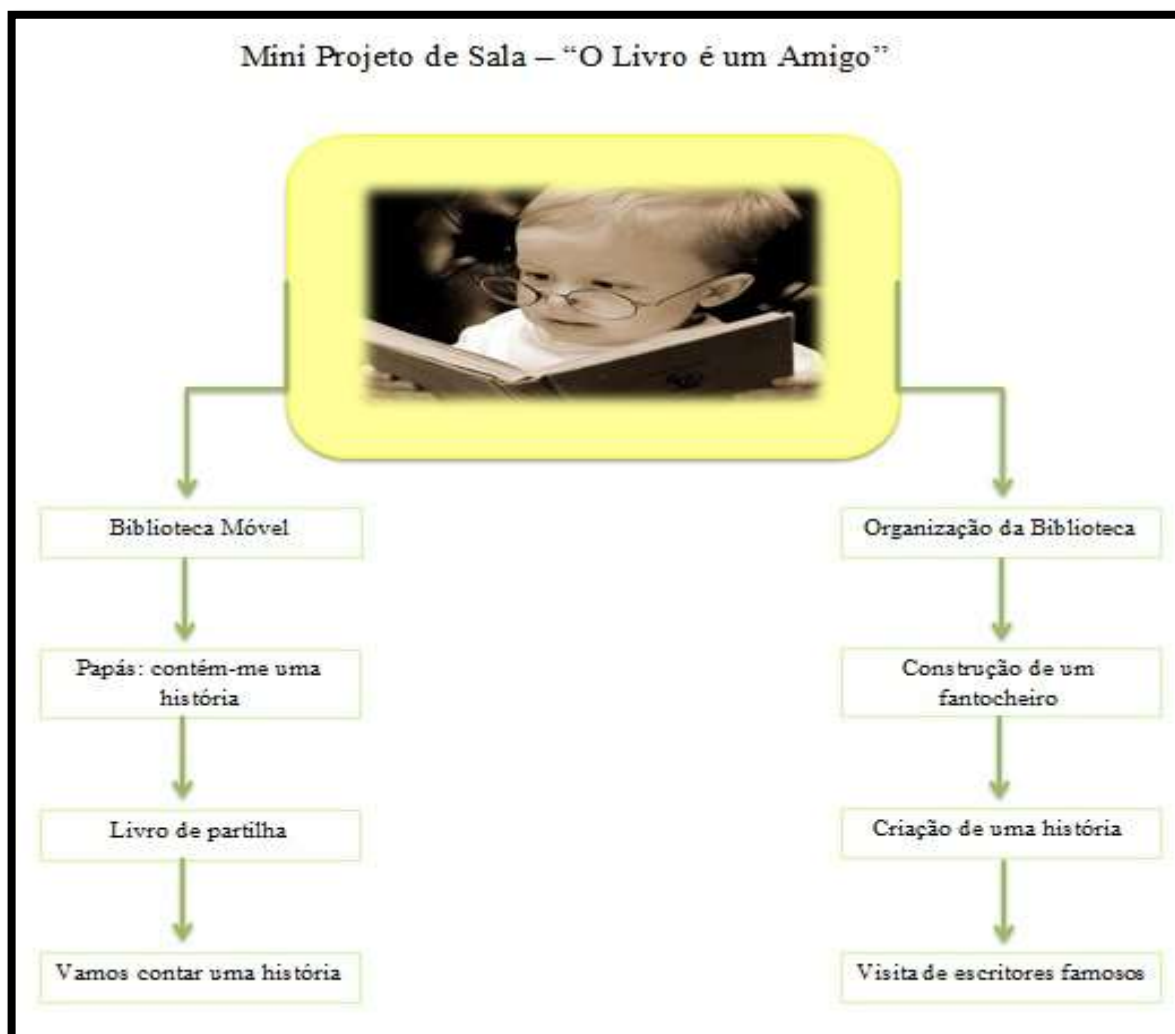 Mini Projeto de Sala – “O Livro é um Amigo”
Biblioteca Móvel
Papás: contém-me uma
história
Livro de partilha
Vamos contar uma história
Organização da Biblioteca
Construção de um
fantocheiro
Criação de uma história
Visita de escritores famosos